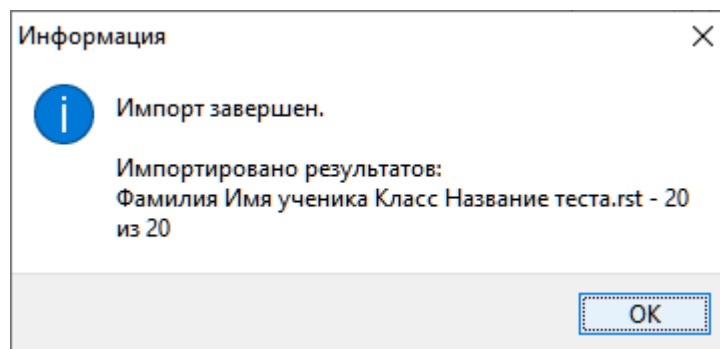 Информация
Импорт завершен.
Импортировано результатов:
Фамилия Имя ученика Класс Название теста.rst - 20
из 20
OK